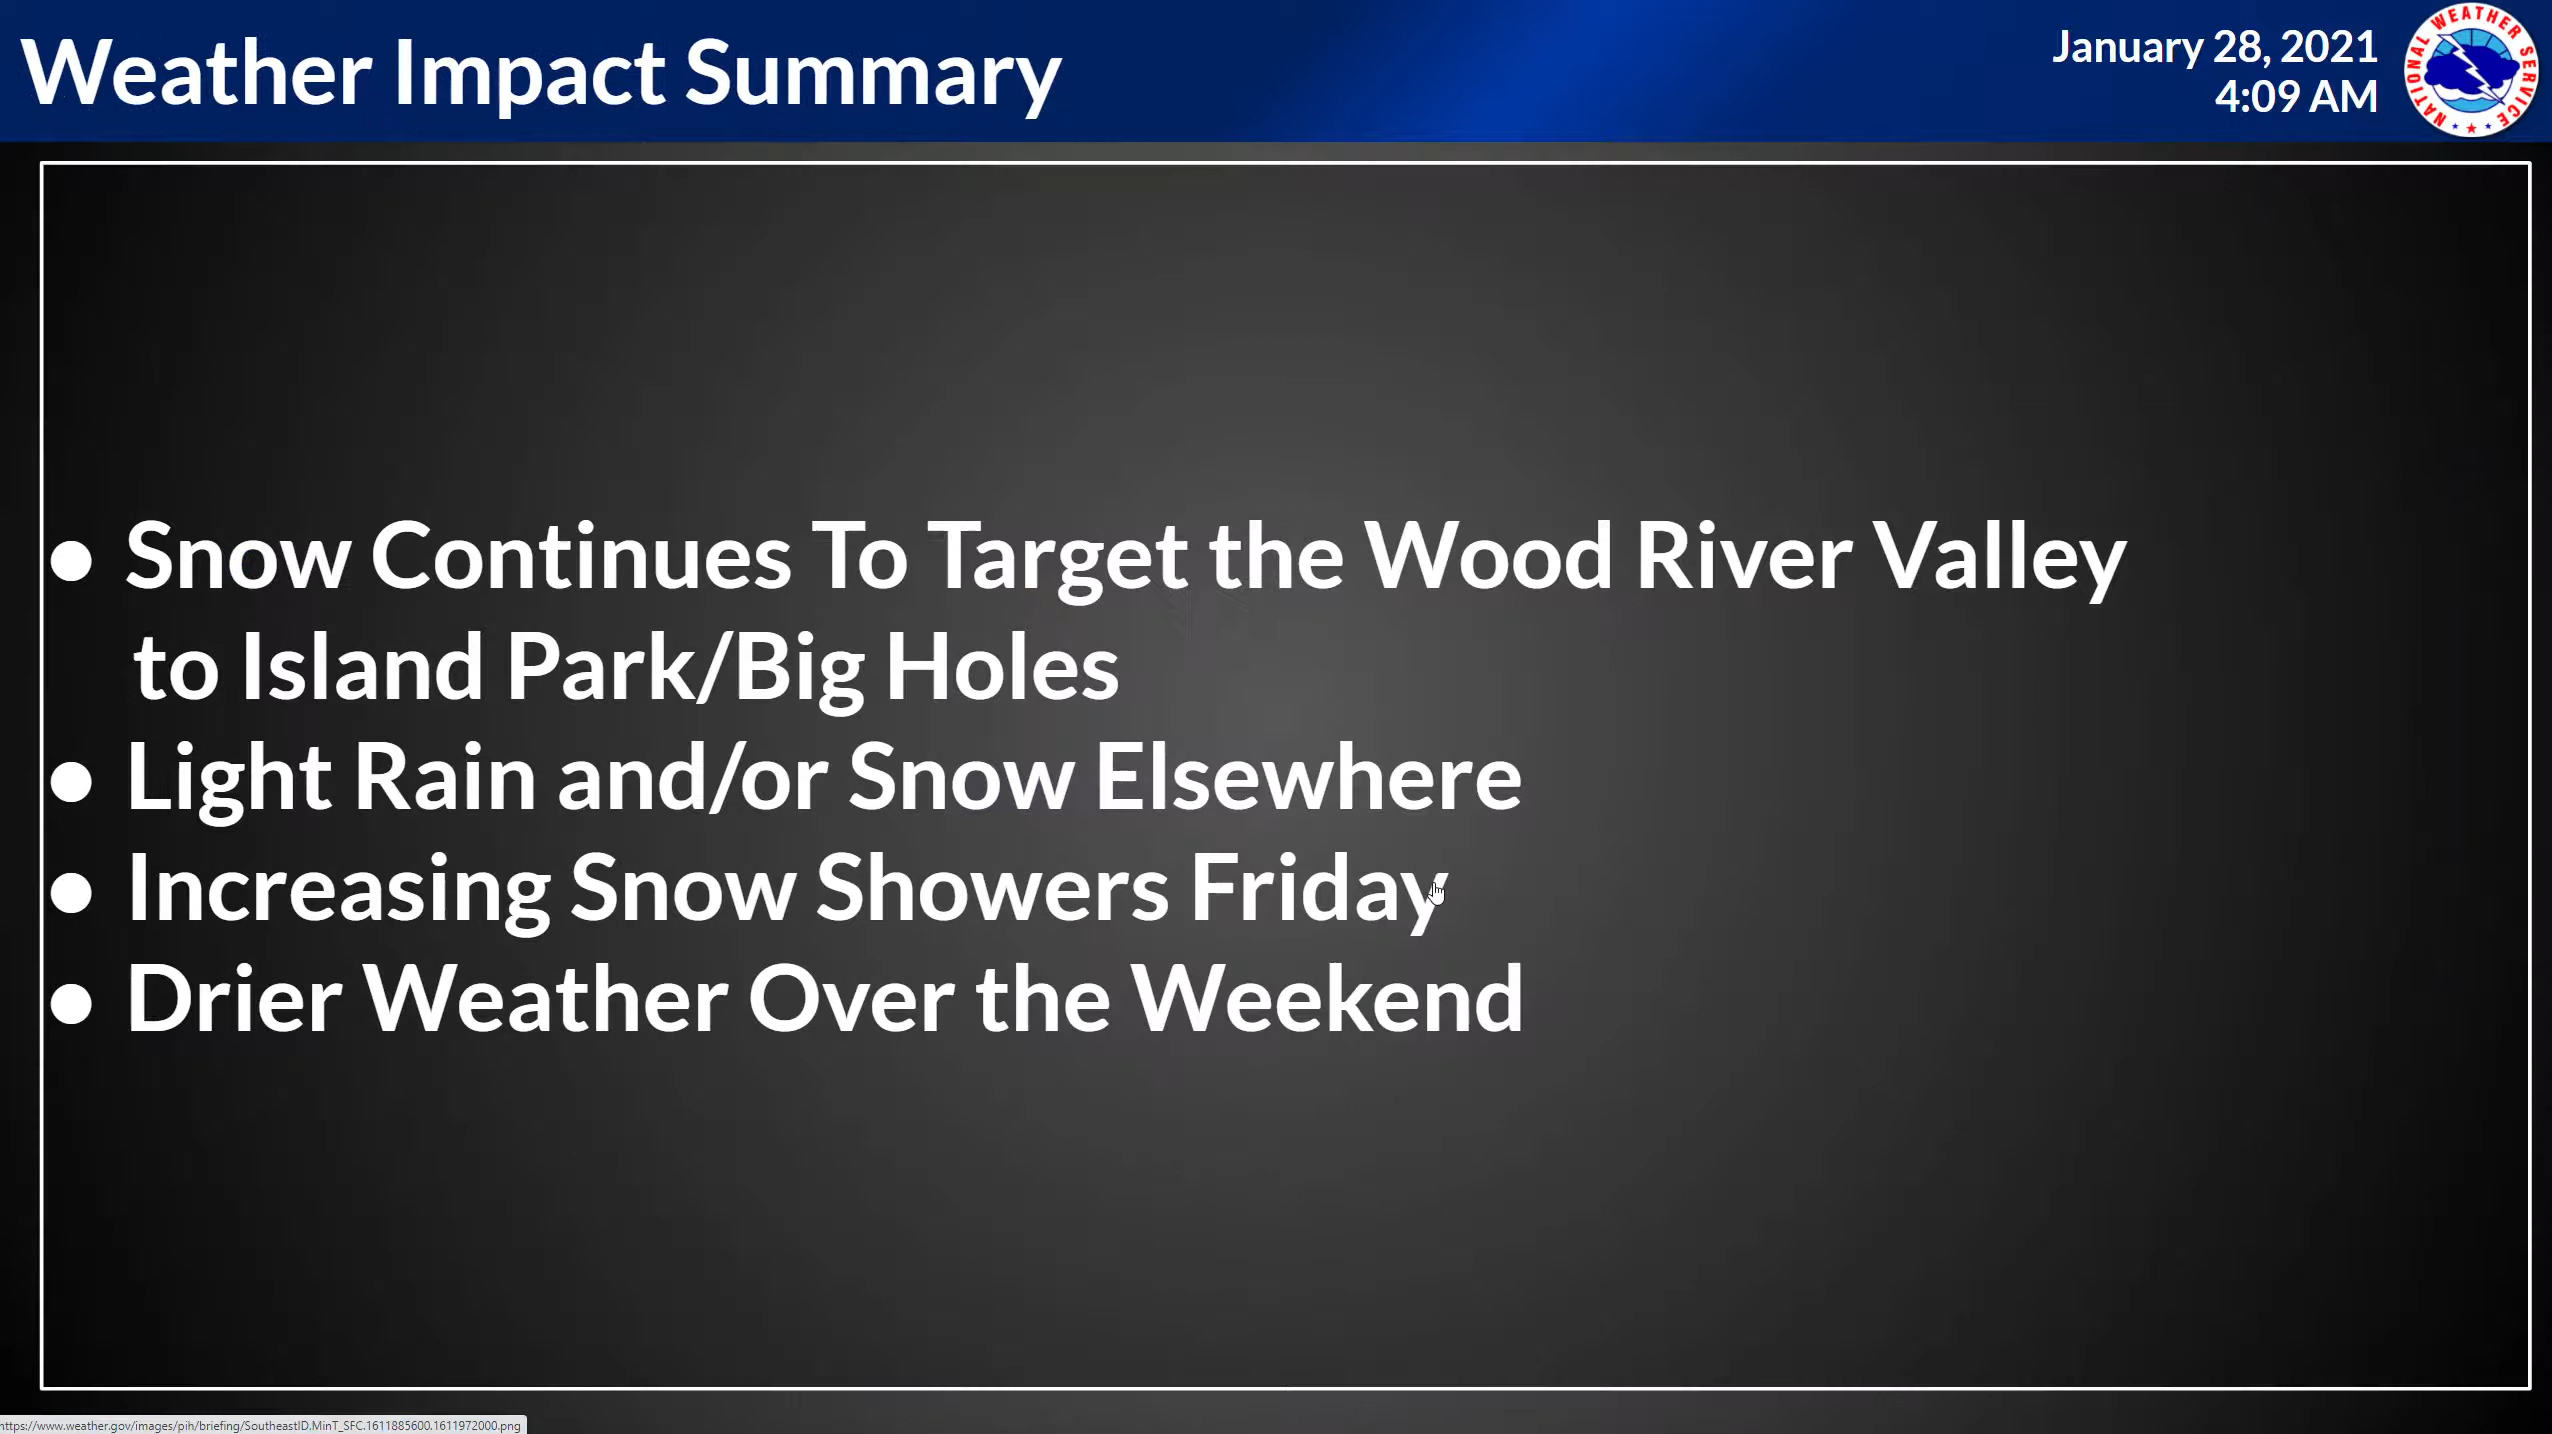 Weather Impact Summary
January 28, 2021
4:09 AM
NATIONAL WEATHER SERVICE
● Snow Continues To Target the Wood River Valley
to Island Park/Big Holes
● Light Rain and/or Snow Elsewhere
● Increasing Snow Showers Friday
● Drier Weather Over the Weekend
https://www.weather.gov/images/pih/briefing/SoutheastID.MinT_SFC.1611885600.1611972000.png